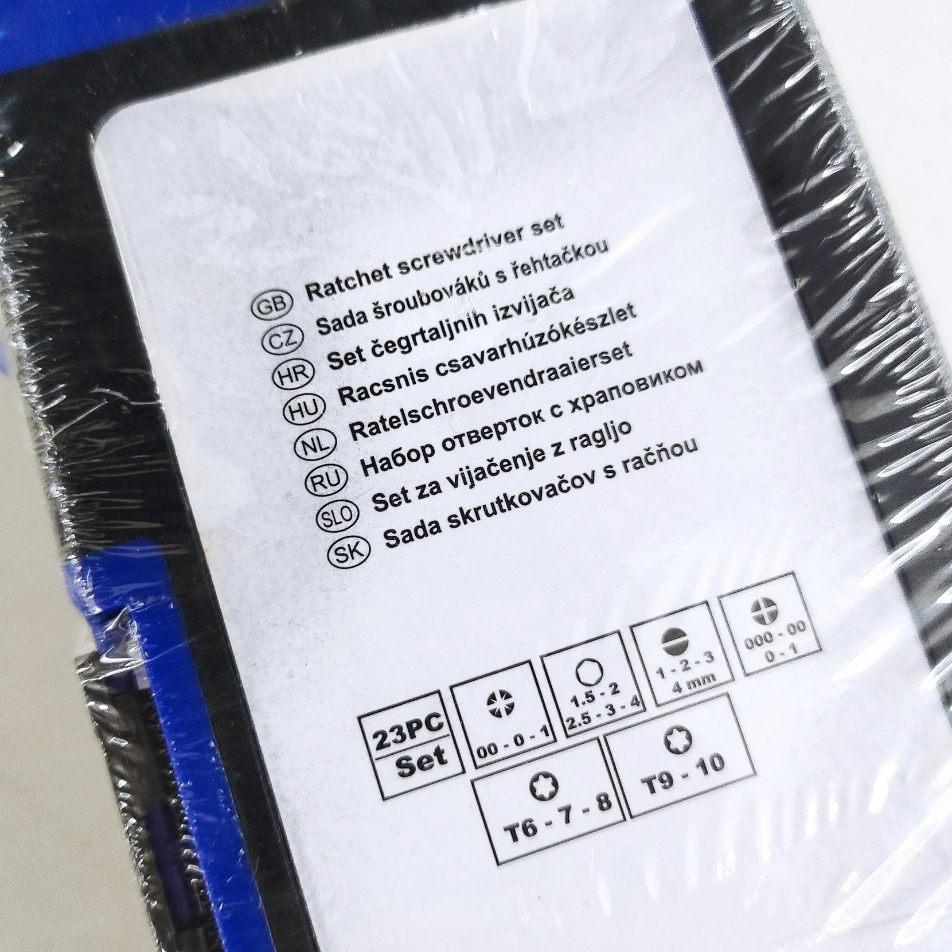 GB Ratchet screwdriver set
CZ Sada šroubováků s řehtačkou
HR Set čegrtaljnih izvijača
HU Racsnis csavarhúzókészlet
NL Ratelschroevendraaierset
RU Набор отверток с храповиком
SLO Set za vijačenje z ragljo
SK Sada skrutkovačov s račňou
23PC
Set
00 - 0 - 1
1.5 - 2
2.5 - 3 - 4
1 - 2 - 3
4 mm
000 - 00
0 - 1
T6 - 7 - 8
T9 - 10